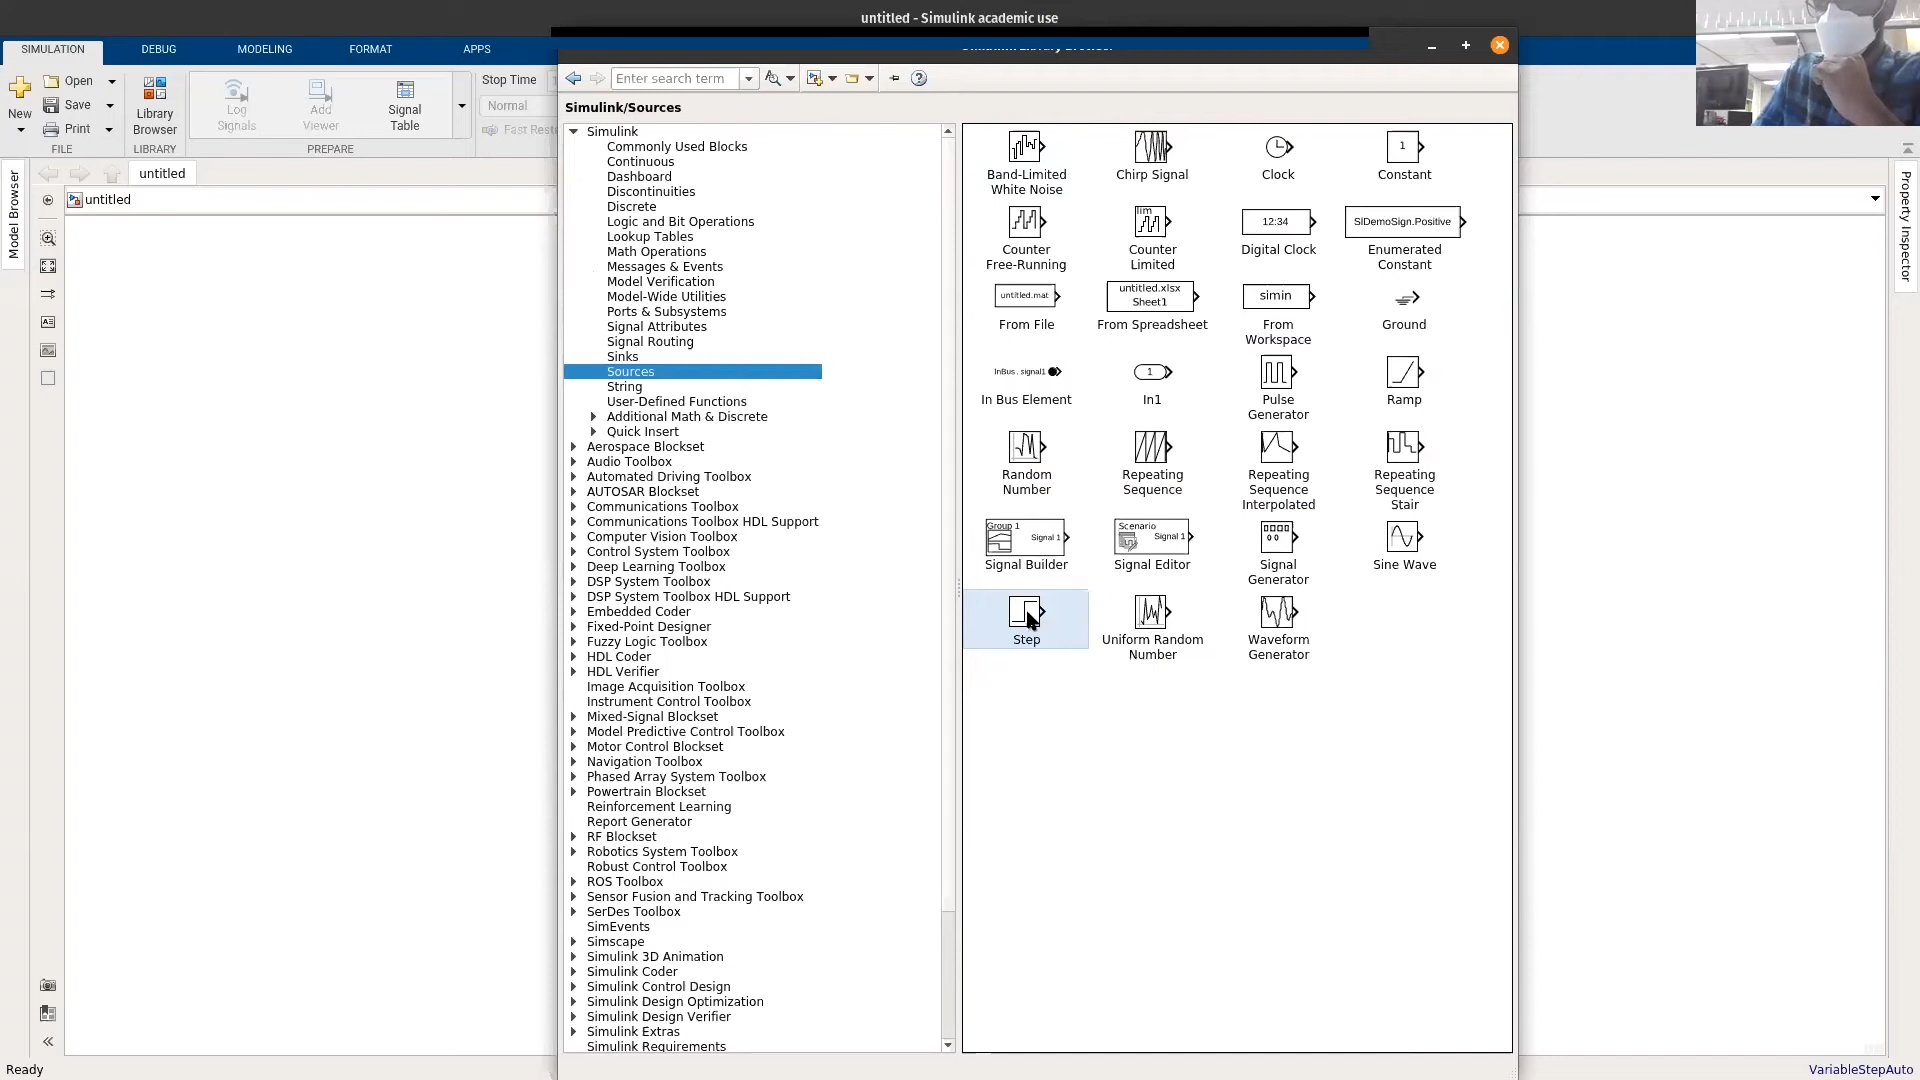 untitled - Simulink academic use
SIMULATION
DEBUG
MODELING
FORMAT
APPS
New
Open
Save
Print
FILE
Library
Browser
LIBRARY
Log
Signals
Add
Viewer
Signal
Table
PREPARE
Stop Time
Normal
Fast Rest
Model Browser
untitled
untitled
Property Inspector
Enter search term
Simulink/Sources
Simulink
Commonly Used Blocks
Continuous
Dashboard
Discontinuities
Discrete
Logic and Bit Operations
Lookup Tables
Math Operations
Messages & Events
Model Verification
Model-Wide Utilities
Ports & Subsystems
Signal Attributes
Signal Routing
Sinks
Sources
String
User-Defined Functions
Additional Math & Discrete
Quick Insert
Aerospace Blockset
Audio Toolbox
Automated Driving Toolbox
AUTOSAR Blockset
Communications Toolbox
Communications Toolbox HDL Support
Computer Vision Toolbox
Control System Toolbox
Deep Learning Toolbox
DSP System Toolbox
DSP System Toolbox HDL Support
Embedded Coder
Fixed-Point Designer
Fuzzy Logic Toolbox
HDL Coder
HDL Verifier
Image Acquisition Toolbox
Instrument Control Toolbox
Mixed-Signal Blockset
Model Predictive Control Toolbox
Motor Control Blockset
Navigation Toolbox
Phased Array System Toolbox
Powertrain Blockset
Reinforcement Learning
Report Generator
RF Blockset
Robotics System Toolbox
Robust Control Toolbox
ROS Toolbox
Sensor Fusion and Tracking Toolbox
SerDes Toolbox
SimEvents
Simscape
Simulink 3D Animation
Simulink Coder
Simulink Control Design
Simulink Design Optimization
Simulink Design Verifier
Simulink Extras
Simulink Requirements
Band-Limited
White Noise
Chirp Signal
Clock
1
Constant
Counter
Free-Running
lim
Counter
Limited
12:34
Digital Clock
SlDemoSign.Positive
Enumerated
Constant
untitled.mat
From File
untitled.xlsx
Sheet1
From Spreadsheet
simin
From
Workspace
Ground
InBus.signal1
In Bus Element
1
In1
Pulse
Generator
Ramp
Random
Number
Repeating
Sequence
Repeating
Sequence
Interpolated
Repeating
Sequence
Stair
Group 1
Signal 1
Signal Builder
Scenario
Signal 1
Signal Editor
Signal
Generator
Sine Wave
Step
Uniform Random
Number
Waveform
Generator
Ready
VariableStepAuto